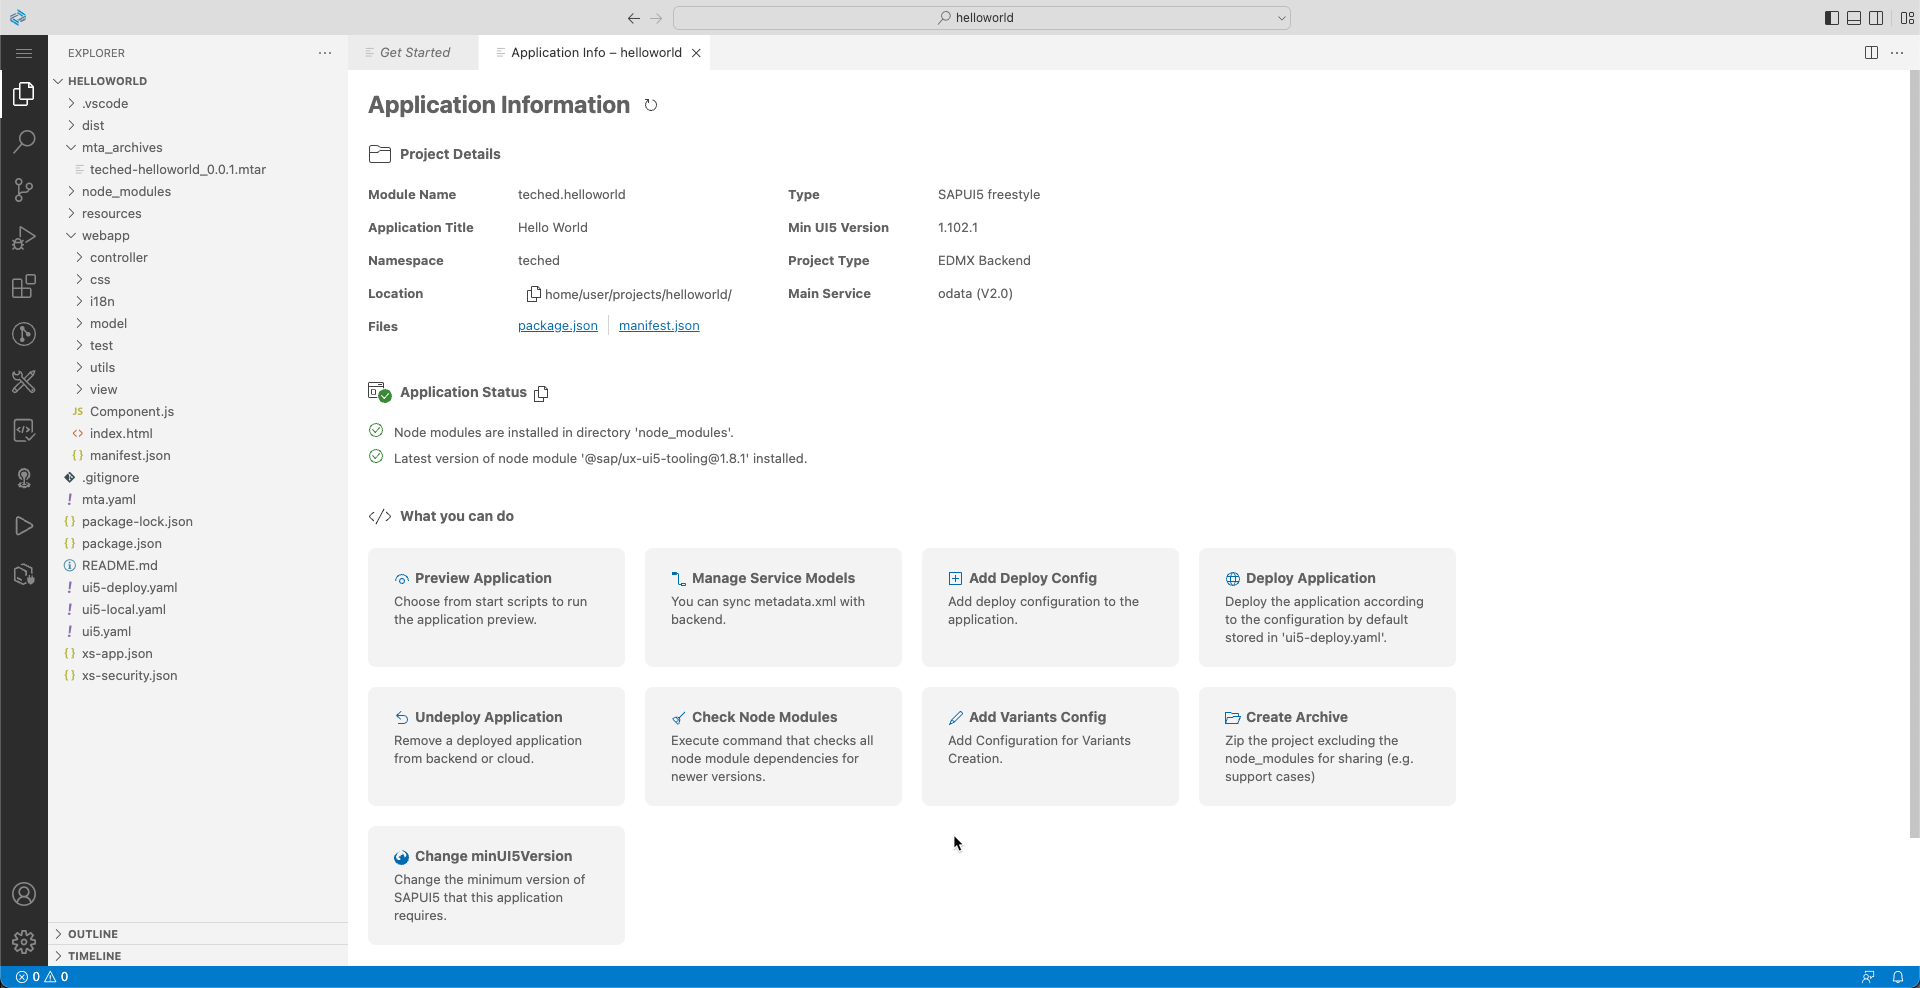 helloworld
EXPLORER
Get Started
Application Info – helloworld
HELLOWORLD
.vscode
dist
mta_archives
teched-helloworld_0.0.1.mtar
node_modules
resources
webapp
controller
css
i18n
model
test
utils
view
JS Component.js
index.html
manifest.json
.gitignore
mta.yaml
package-lock.json
package.json
README.md
ui5-deploy.yaml
ui5-local.yaml
ui5.yaml
xs-app.json
xs-security.json
OUTLINE
TIMELINE
Application Information
Project Details
Module Name teched.helloworld Type SAPUI5 freestyle
Application Title Hello World Min UI5 Version 1.102.1
Namespace teched Project Type EDMX Backend
Location home/user/projects/helloworld/ Main Service odata (V2.0)
Files package.json manifest.json
Application Status
Node modules are installed in directory 'node_modules'.
Latest version of node module '@sap/ux-ui5-tooling@1.8.1' installed.
What you can do
Preview Application
Choose from start scripts to run
the application preview.
Manage Service Models
You can sync metadata.xml with
backend.
Add Deploy Config
Add deploy configuration to the
application.
Deploy Application
Deploy the application according
to the configuration by default
stored in 'ui5-deploy.yaml'.
Undeploy Application
Remove a deployed application
from backend or cloud.
Check Node Modules
Execute command that checks all
node module dependencies for
newer versions.
Add Variants Config
Add Configuration for Variants
Creation.
Create Archive
Zip the project excluding the
node_modules for sharing (e.g.
support cases)
Change minUI5Version
Change the minimum version of
SAPUI5 that this application
requires.
0 0